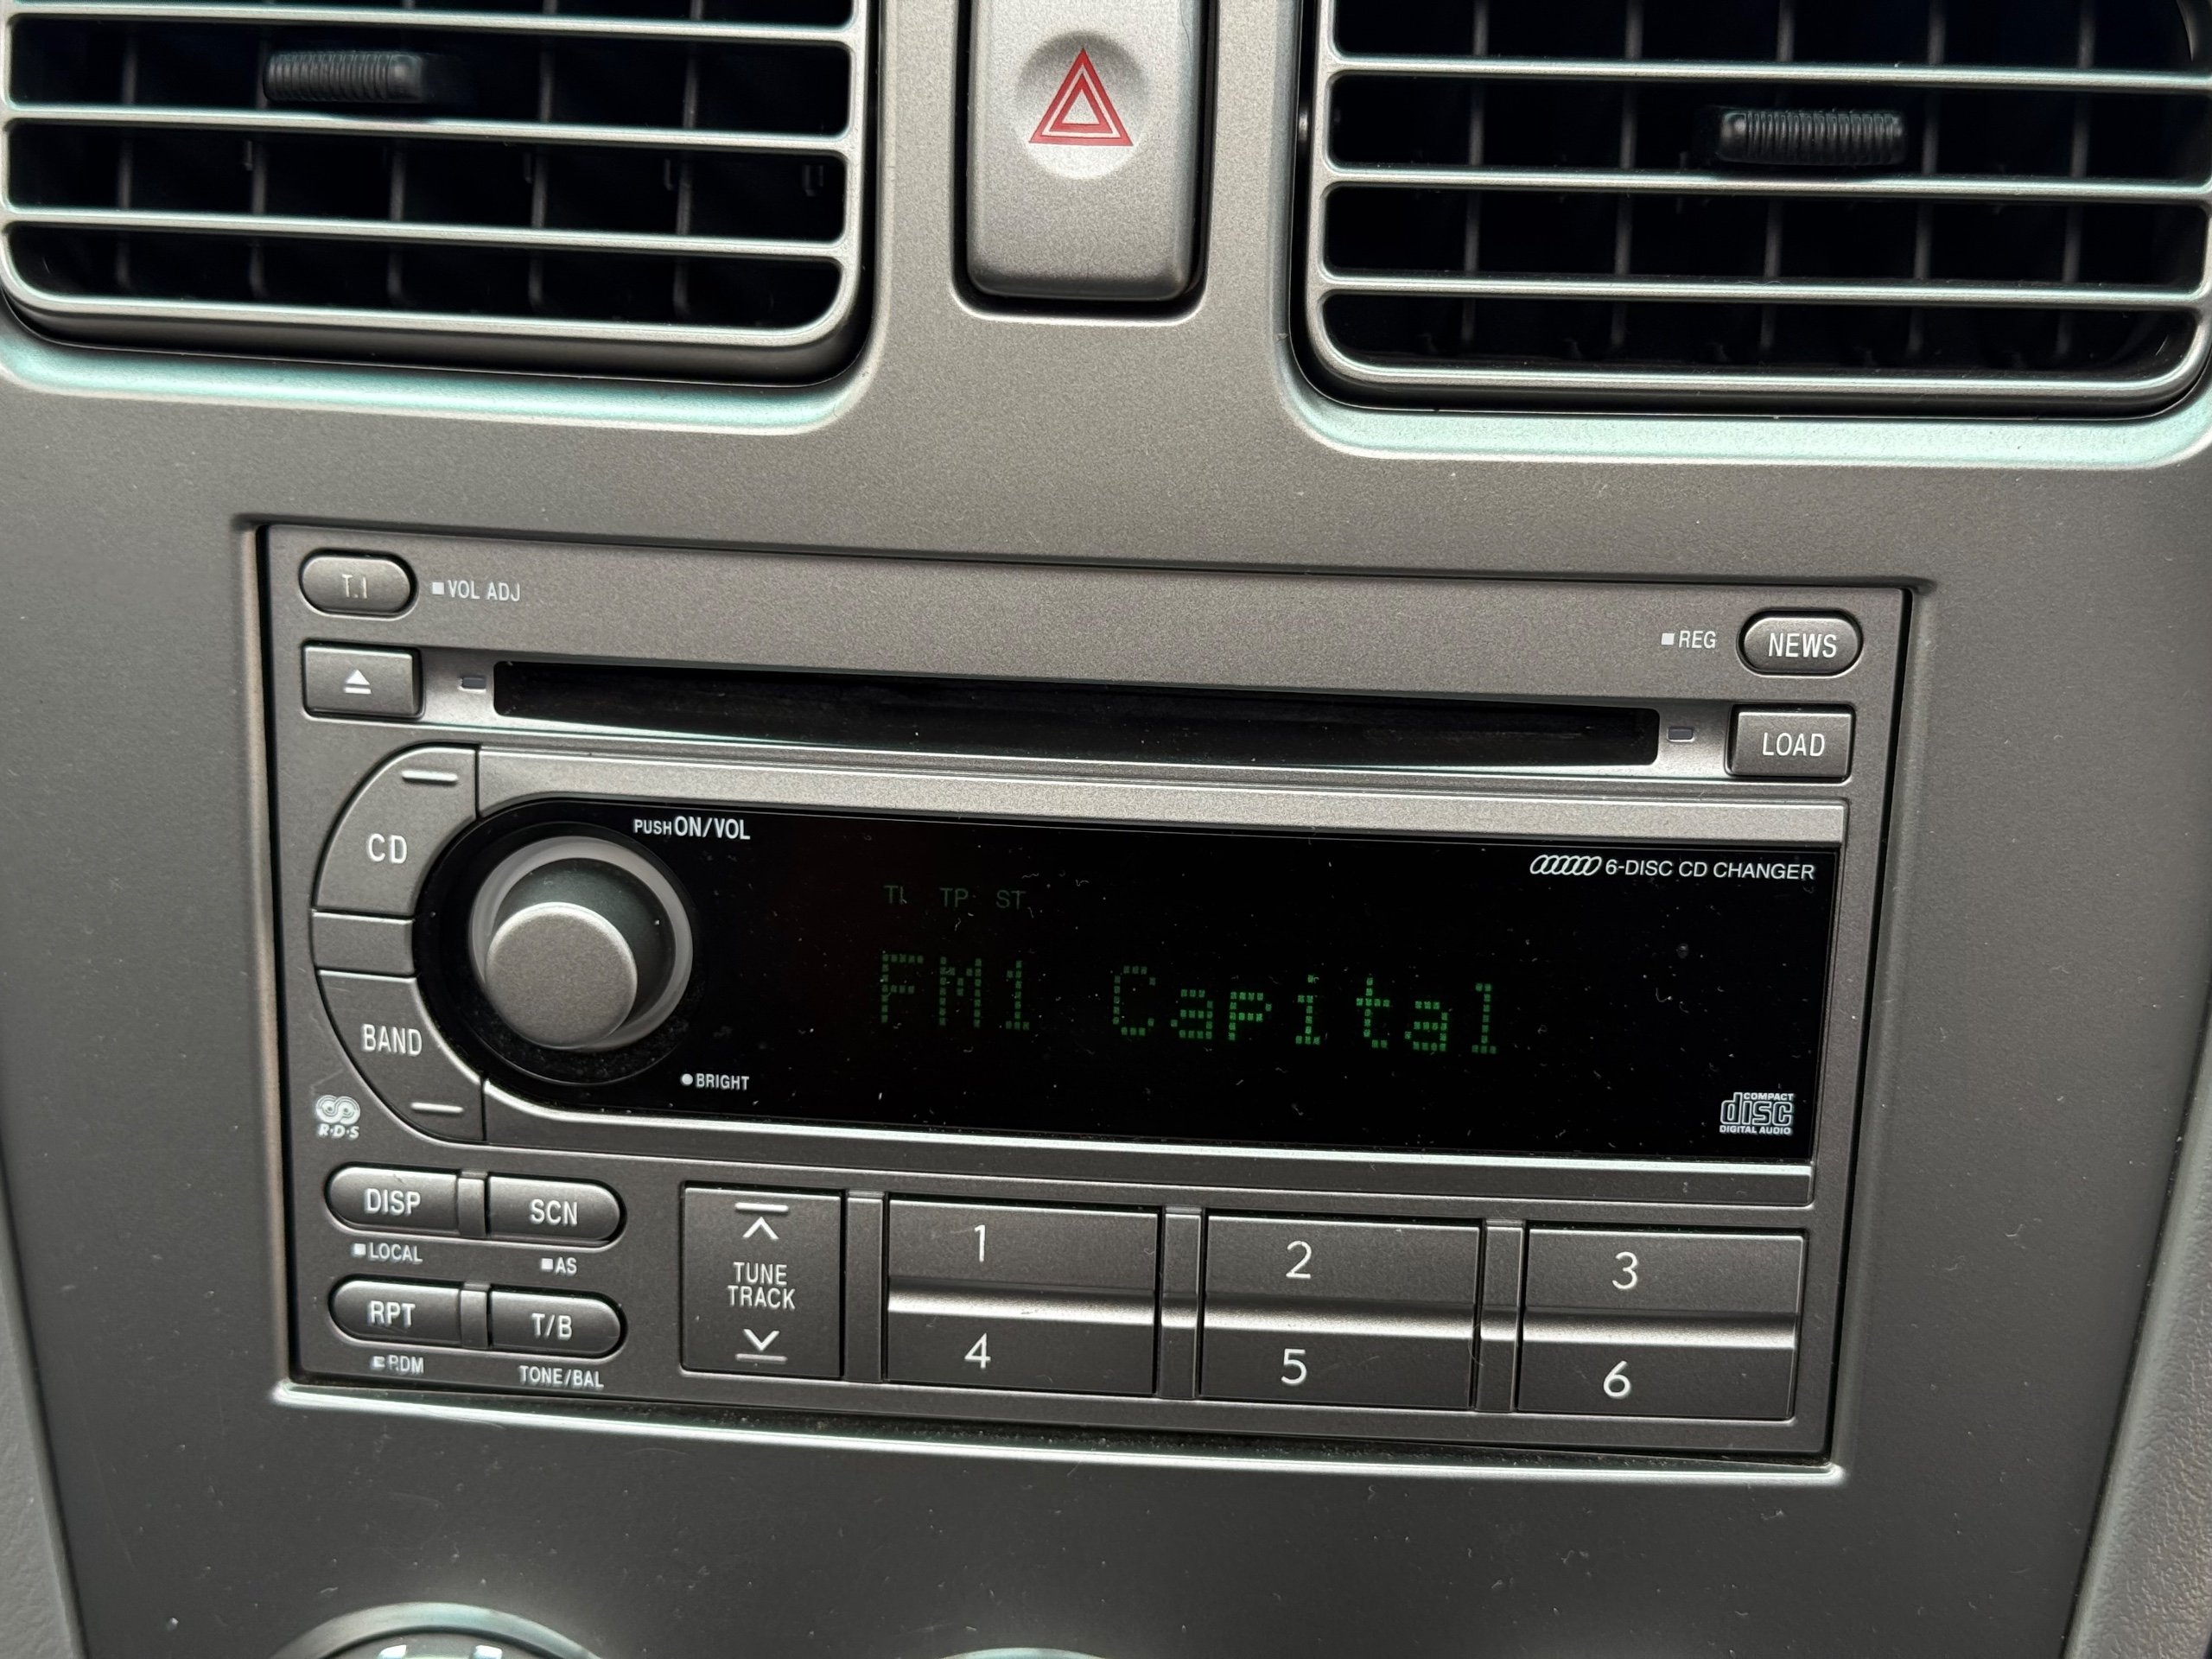 T.I ■VOL ADJ
■REG NEWS
LOAD
CD
PUSH ON/VOL
6-DISC CD CHANGER
TI TP ST
FM1 Capital
BAND
●BRIGHT
R·D·S
COMPACT
disc
DIGITAL AUDIO
DISP SCN
■LOCAL ■AS
RPT T/B
■RDM TONE/BAL
TUNE
TRACK
1 2 3
4 5 6